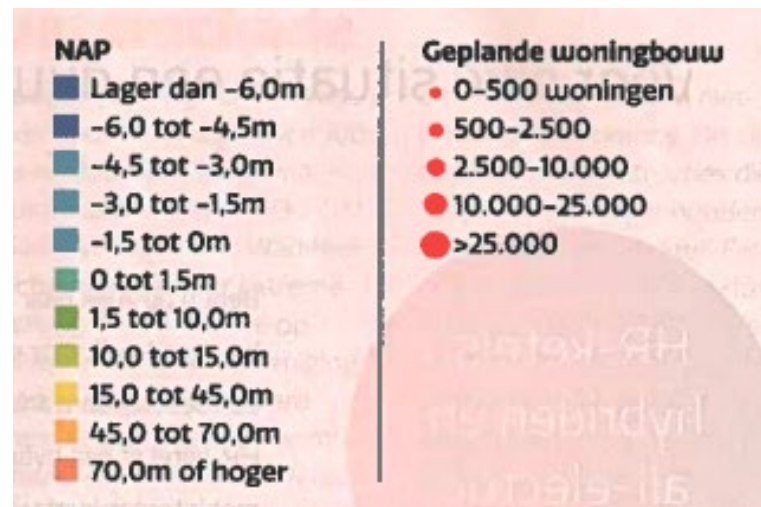 NAP
Lager dan -6,0m
-6,0 tot -4,5m
-4,5 tot -3,0m
-3,0 tot -1,5m
-1,5 tot 0m
0 tot 1,5m
1,5 tot 10,0m
10,0 tot 15,0m
15,0 tot 45,0m
45,0 tot 70,0m
70,0m of hoger
Geplande woningbouw
0-500 woningen
500-2.500
2.500-10.000
10.000-25.000
>25.000